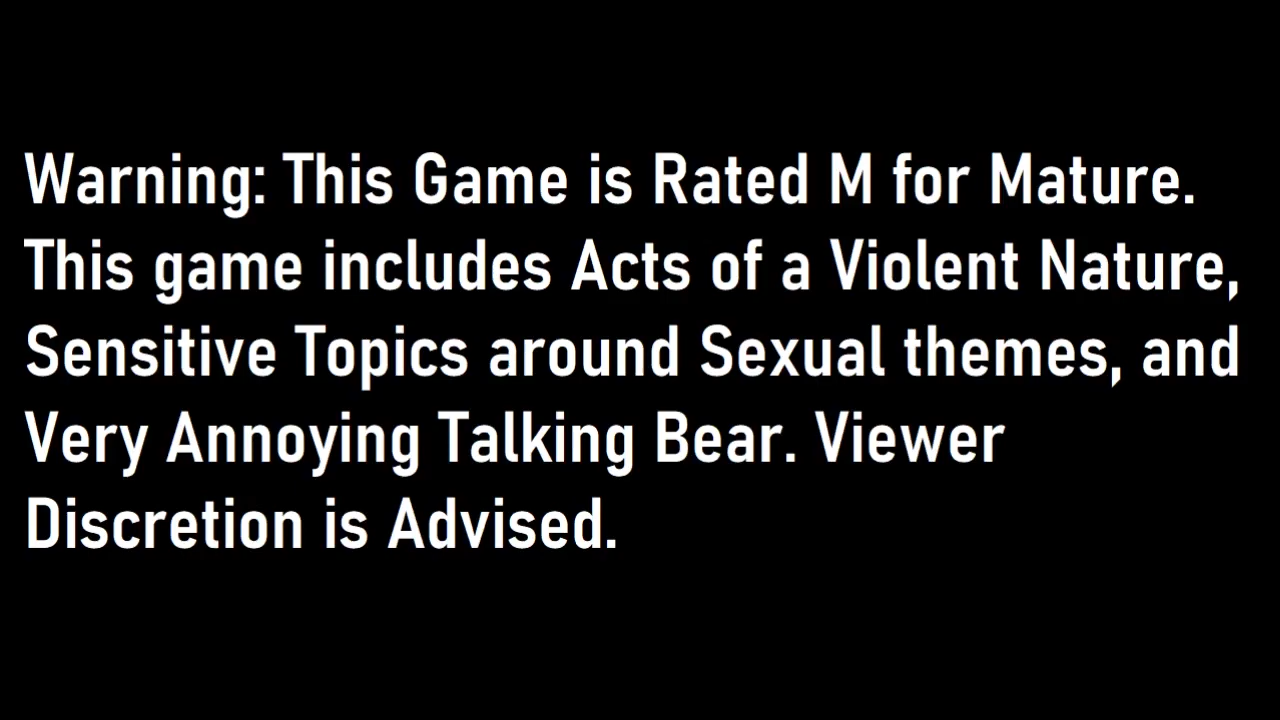 Warning: This Game is Rated M for Mature.
This game includes Acts of a Violent Nature,
Sensitive Topics around Sexual themes, and
Very Annoying Talking Bear. Viewer
Discretion is Advised.